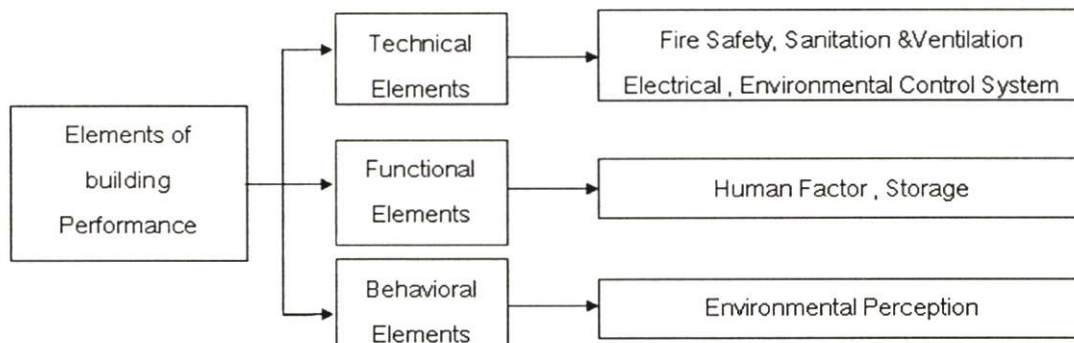 Elements of
building
Performance
Technical
Elements
Fire Safety, Sanitation &Ventilation
Electrical , Environmental Control System
Functional
Elements
Human Factor , Storage
Behavioral
Elements
Environmental Perception